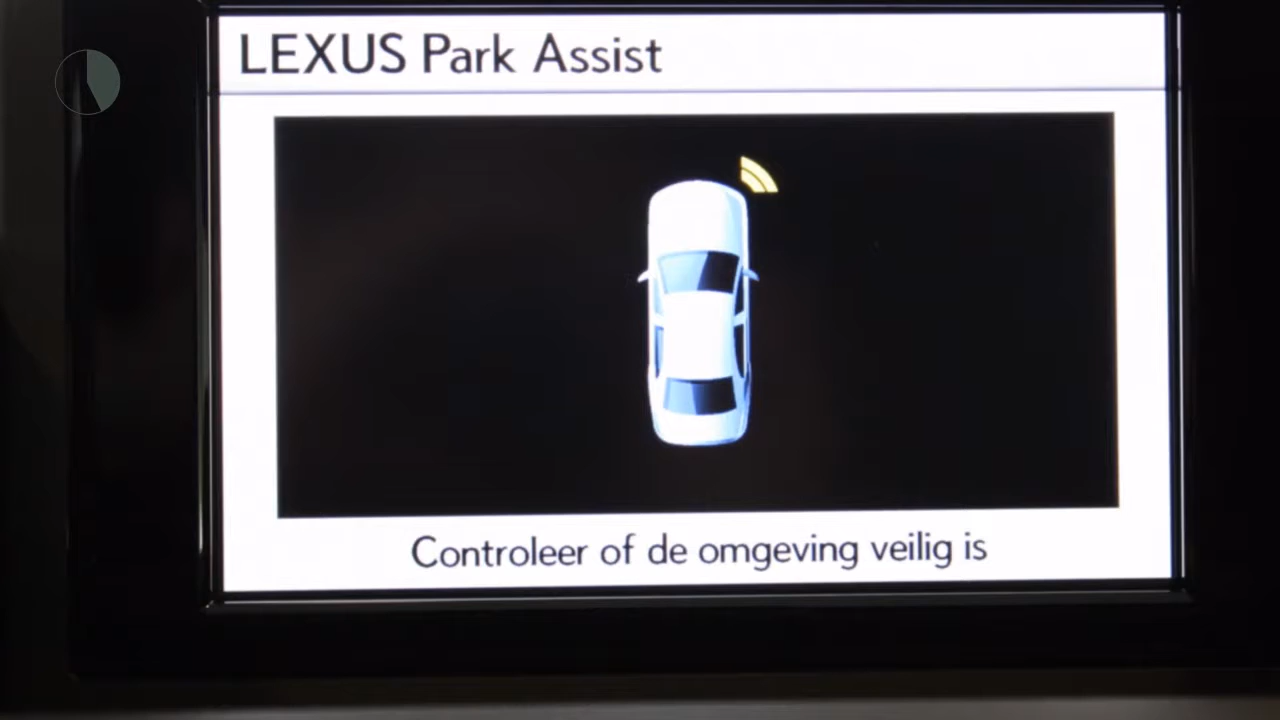 LEXUS Park Assist
Controleer of de omgeving veilig is